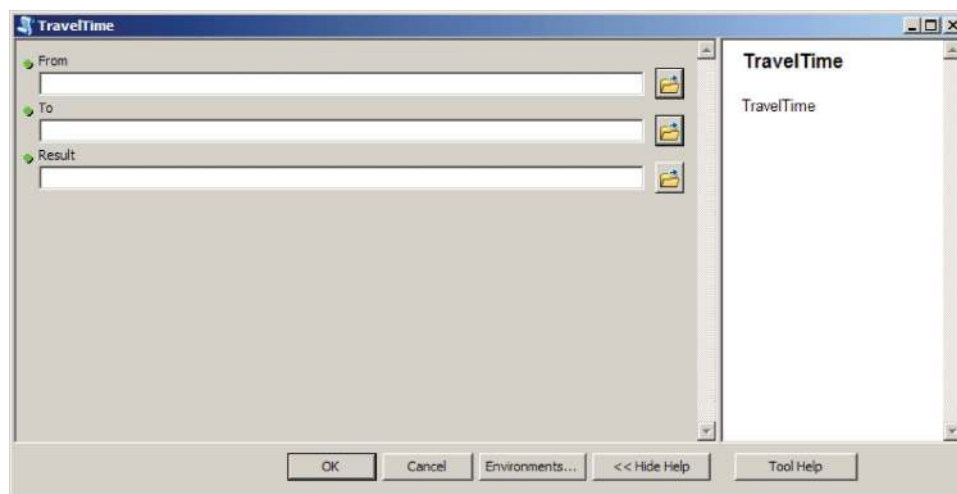 TravelTime
From
To
Result
TravelTime
TravelTime
OK Cancel Environments... << Hide Help Tool Help